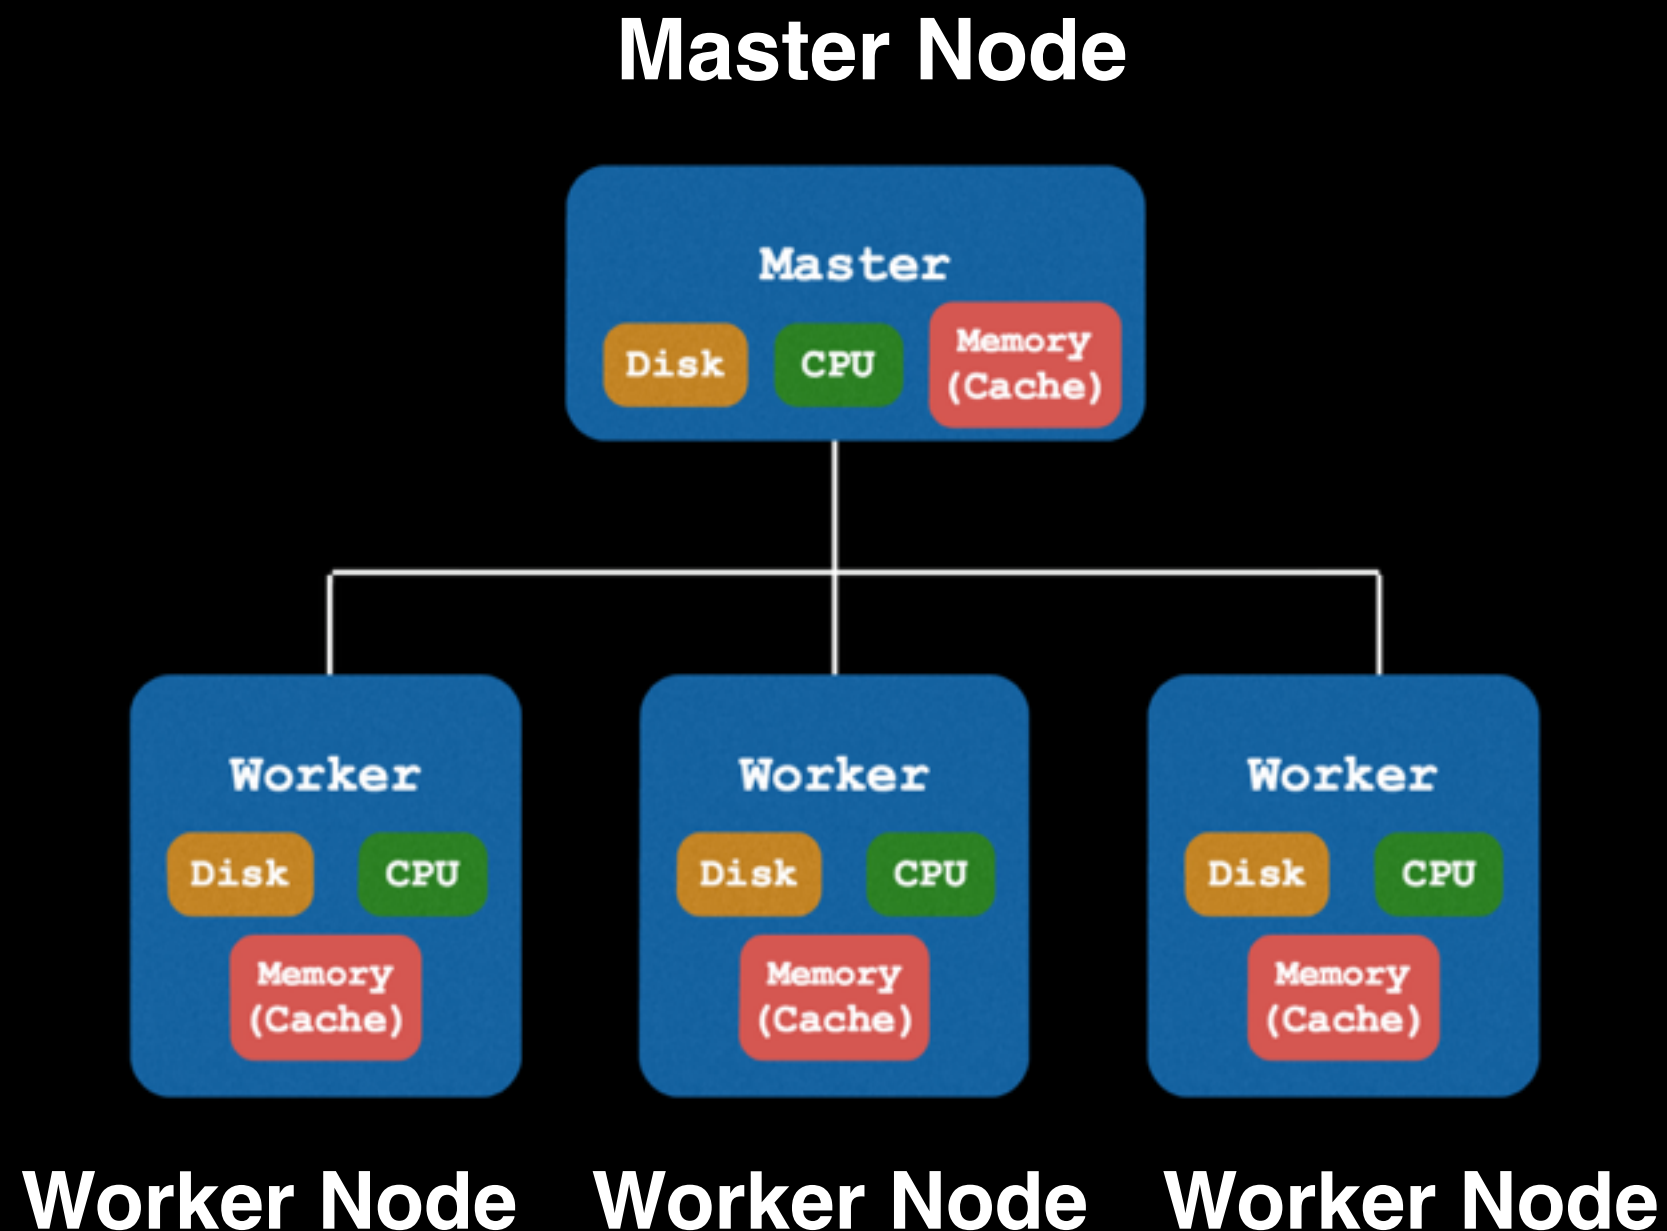 Master Node
Master
Disk CPU Memory
(Cache)
Worker Worker Worker
Disk CPU Disk CPU Disk CPU
Memory Memory Memory
(Cache) (Cache) (Cache)
Worker Node Worker Node Worker Node